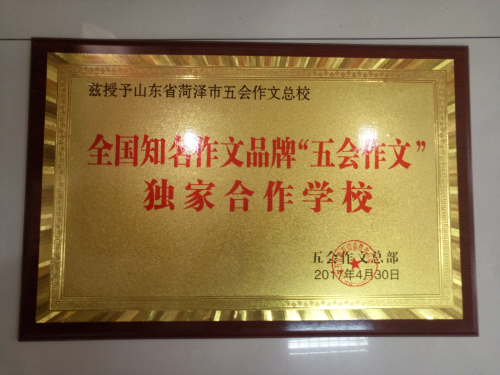 兹授予山东省菏泽市五会作文总校
全国知名作文品牌“五会作文”
独家合作学校
五会作文总部
2017年4月30日